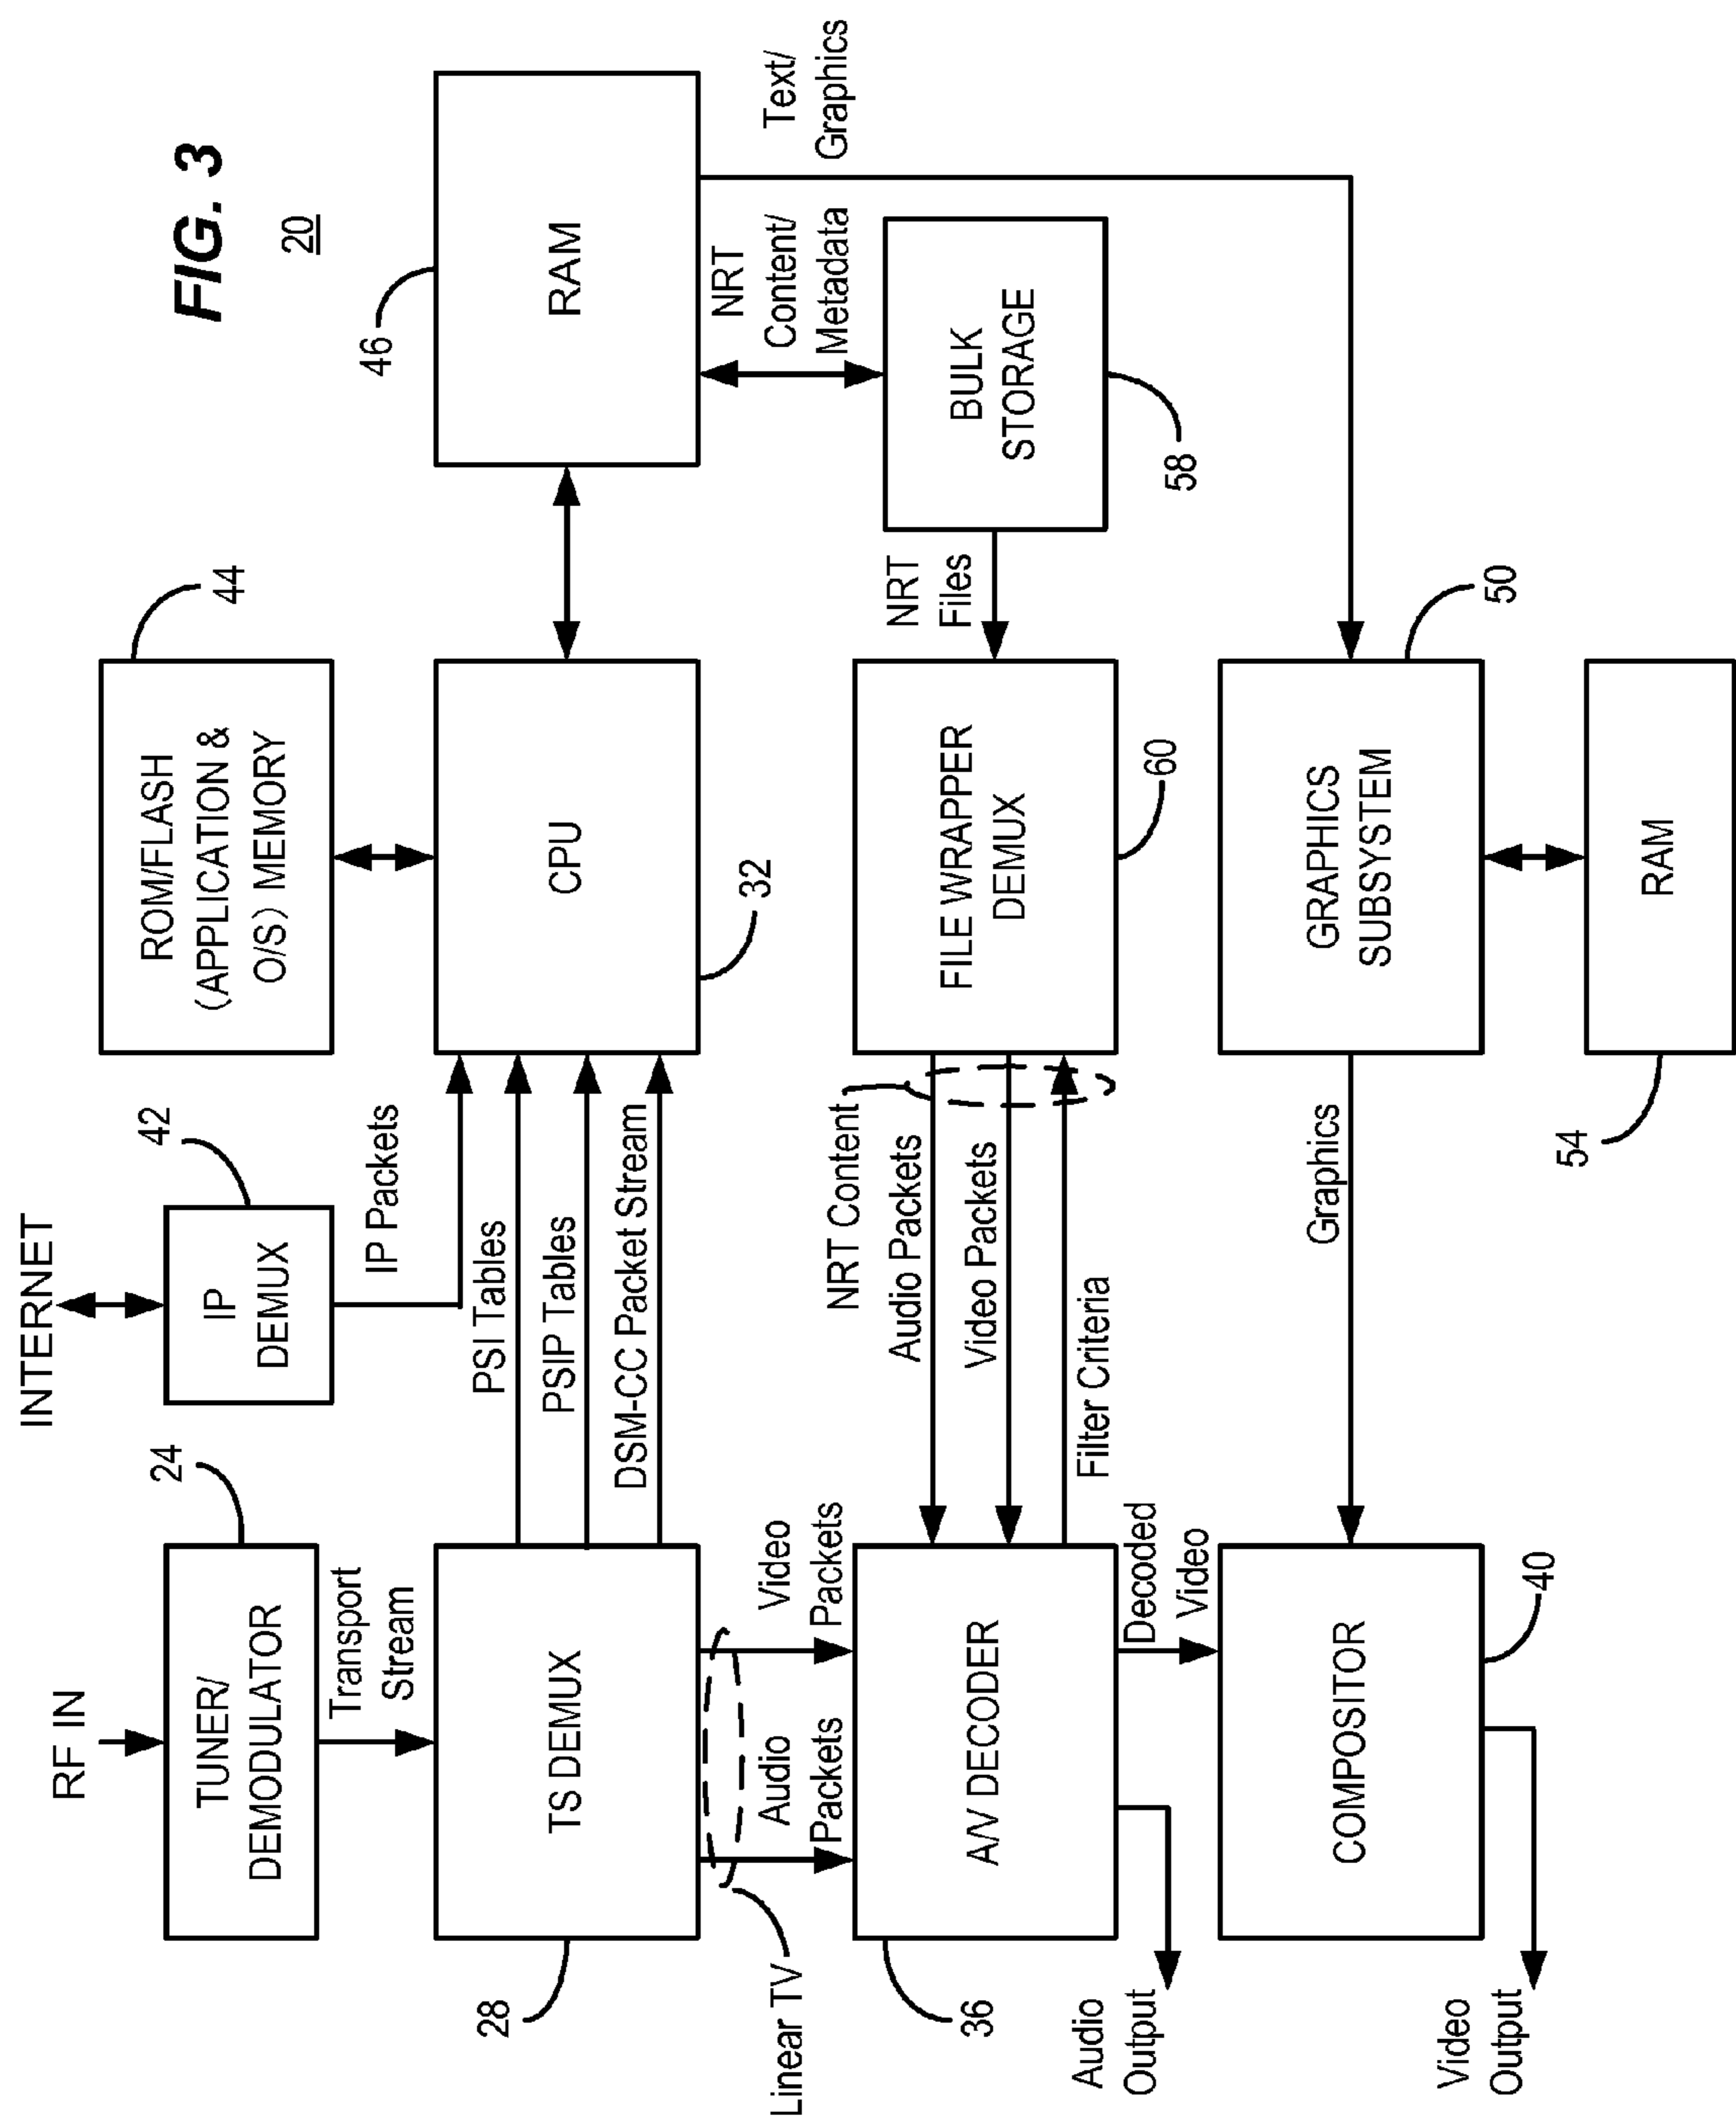 FIG. 3
20
INTERNET
RF IN
24
TUNER/
DEMODULATOR
42
IP
DEMUX
44
ROM/FLASH
(APPLICATION &
O/S) MEMORY
46
Transport
Stream
IP Packets
PSI Tables
PSIP Tables
DSM-CC Packet Stream
28
TS DEMUX
CPU
32
RAM
Linear TV
Audio
Packets
Video
Packets
NRT Content
Audio Packets
Video Packets
Filter Criteria
NRT
Content/
Metadata
Text/
Graphics
36
A/V DECODER
FILE WRAPPER
DEMUX
60
NRT
Files
BULK
STORAGE
58
Audio
Output
Decoded
Video
COMPOSITOR
40
Graphics
GRAPHICS
SUBSYSTEM
50
Video
Output
54
RAM